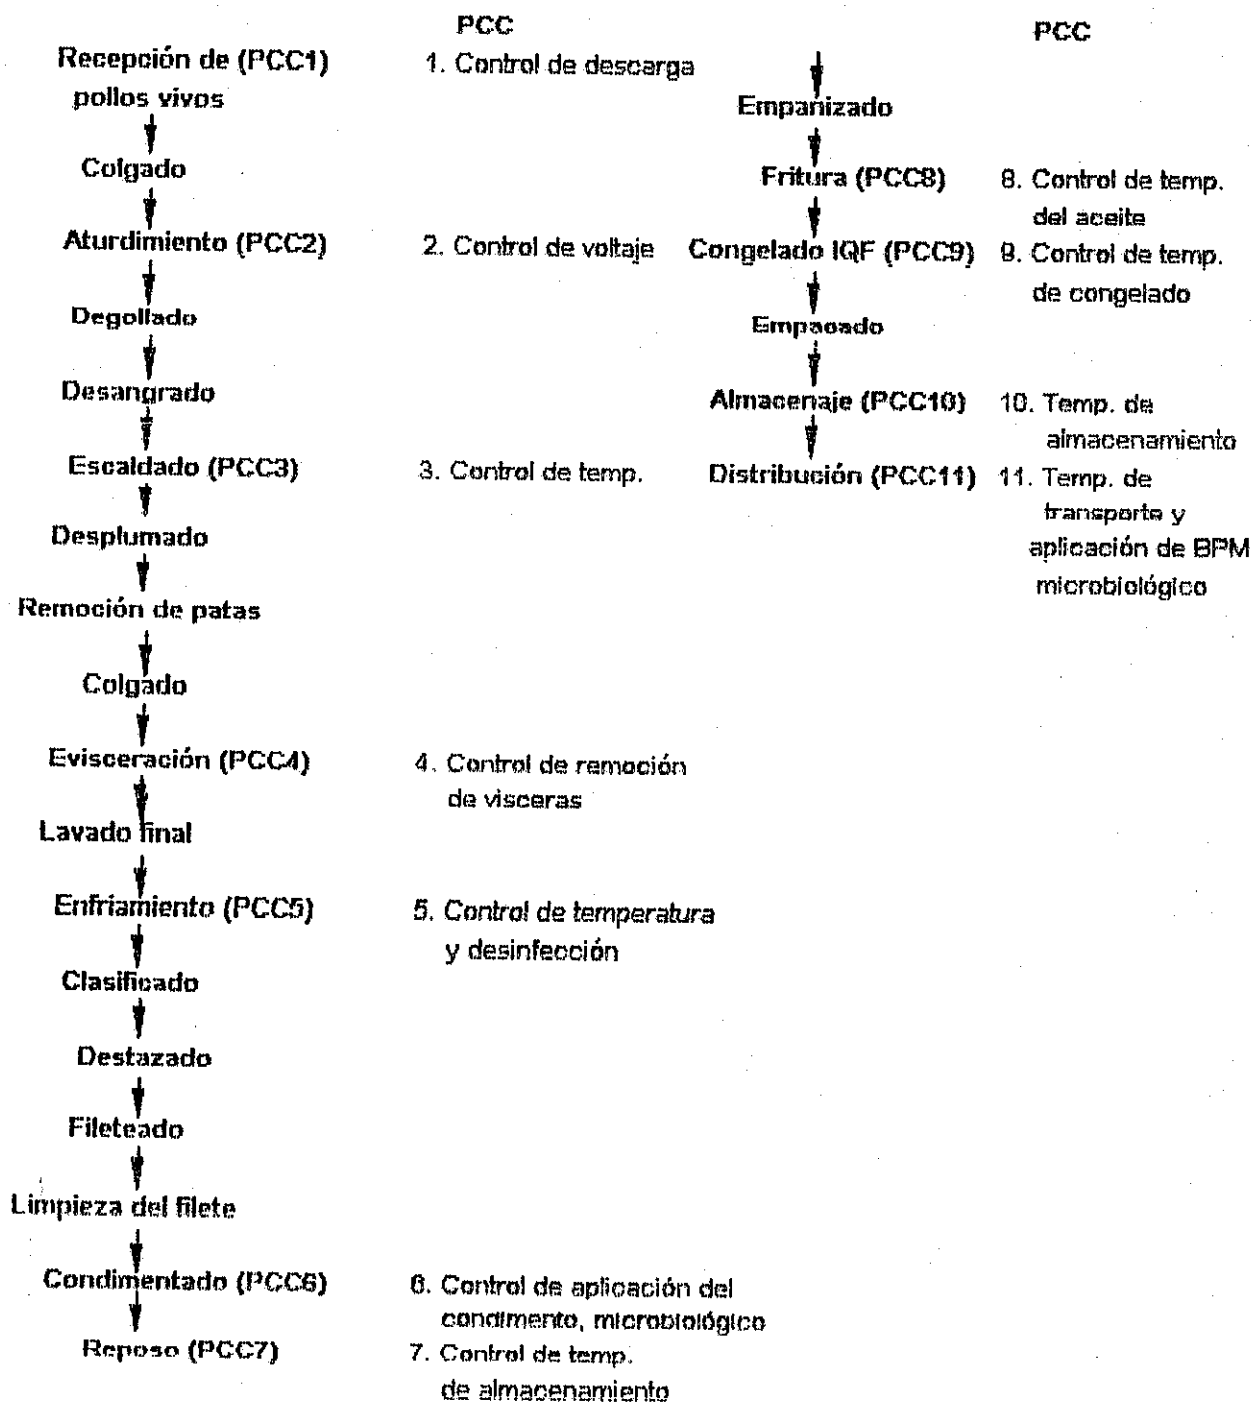 PCC
Recepción de (PCC1)
pollos vivos
1. Control de descarga
Colgado
Aturdimiento (PCC2)
2. Control de voltaje
Degollado
Desangrado
Escaldado (PCC3)
3. Control de temp.
Desplumado
Remoción de patas
Colgado
Evisceración (PCC4)
4. Control de remoción
de visceras
Lavado final
Enfriamiento (PCC5)
5. Control de temperatura
y desinfección
Clasificado
Destazado
Fileteado
Limpieza del filete
Condimentado (PCC6)
6. Control de aplicación del
condimento, microbiológico
Reposo (PCC7)
7. Control de temp.
de almacenamiento
PCC
Empanizado
Fritura (PCC8)
8. Control de temp.
del aceite
Congelado IQF (PCC9)
9. Control de temp.
de congelado
Empacado
Almacenaje (PCC10)
10. Temp. de
almacenamiento
Distribución (PCC11)
11. Temp. de
transporte y
aplicación de BPM
microbiológico